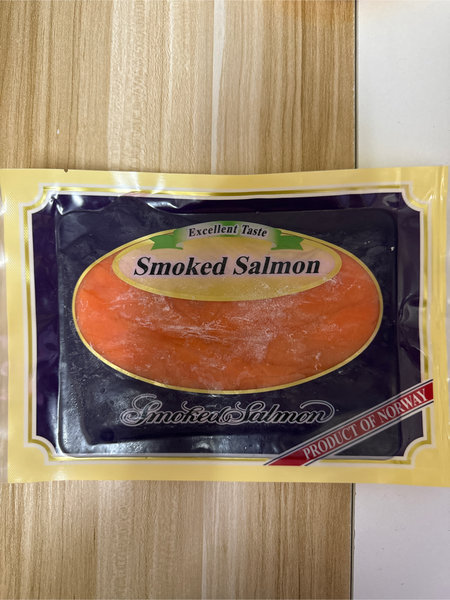 Excellent Taste
Smoked Salmon
Smoked Salmon
PRODUCT OF NORWAY